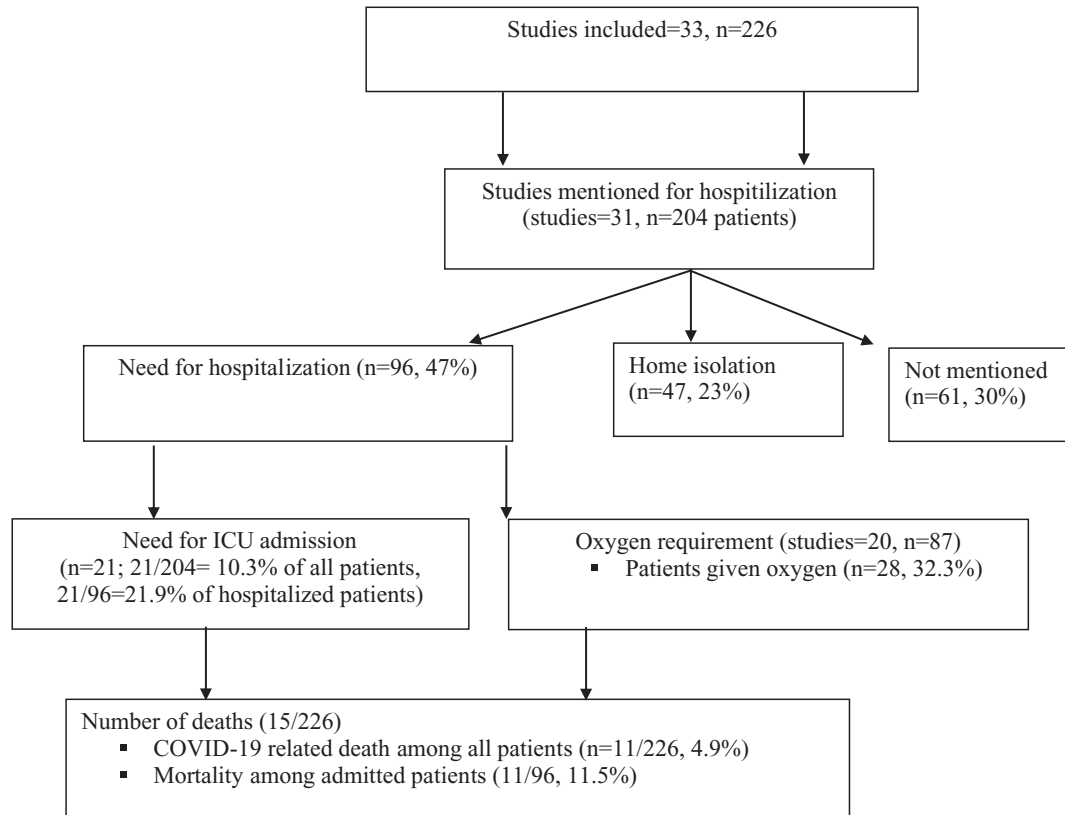 Studies included=33, n=226
Studies mentioned for hospitilization
(studies=31, n=204 patients)
Need for hospitalization (n=96, 47%)
Home isolation
(n=47, 23%)
Not mentioned
(n=61, 30%)
Need for ICU admission
(n=21; 21/204= 10.3% of all patients,
21/96=21.9% of hospitalized patients)
Oxygen requirement (studies=20, n=87)
▪ Patients given oxygen (n=28, 32.3%)
Number of deaths (15/226)
▪ COVID-19 related death among all patients (n=11/226, 4.9%)
▪ Mortality among admitted patients (11/96, 11.5%)